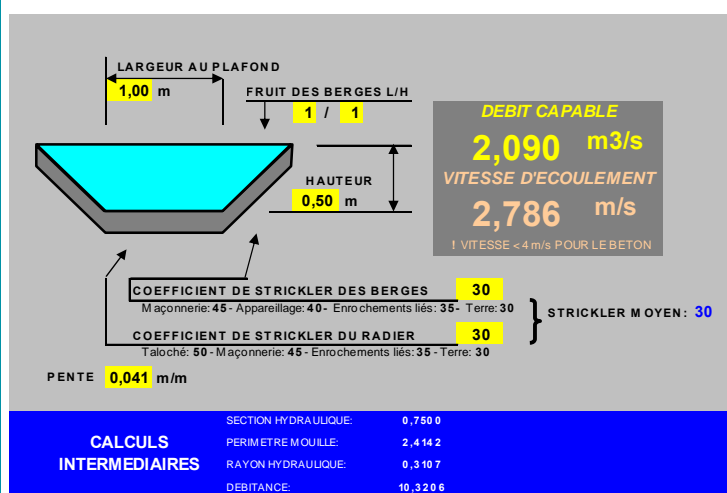 LARGEUR AU PLAFOND
1,00 m
FRUIT DES BERGES L/H
1 / 1
DEBIT CAPABLE
2,090 m3/s
VITESSE D'ECOULEMENT
2,786 m/s
! VITESSE < 4 m/s POUR LE BETON
HAUTEUR
0,50 m
COEFFICIENT DE STRICKLER DES BERGES 30
Maçonnerie: 45 - Appareillage: 40 - Enrochements liés: 35 - Terre: 30
STRICKLER MOYEN: 30
COEFFICIENT DE STRICKLER DU RADIER 30
Taloché: 50 - Maçonnerie: 45 - Enrochements liés: 35 - Terre: 30
PENTE 0,041 m/m
CALCULS INTERMEDIAIRES
SECTION HYDRAULIQUE: 0,7500
PERIMETRE MOUILLE: 2,4142
RAYON HYDRAULIQUE: 0,3107
DEBITANCE: 10,3206